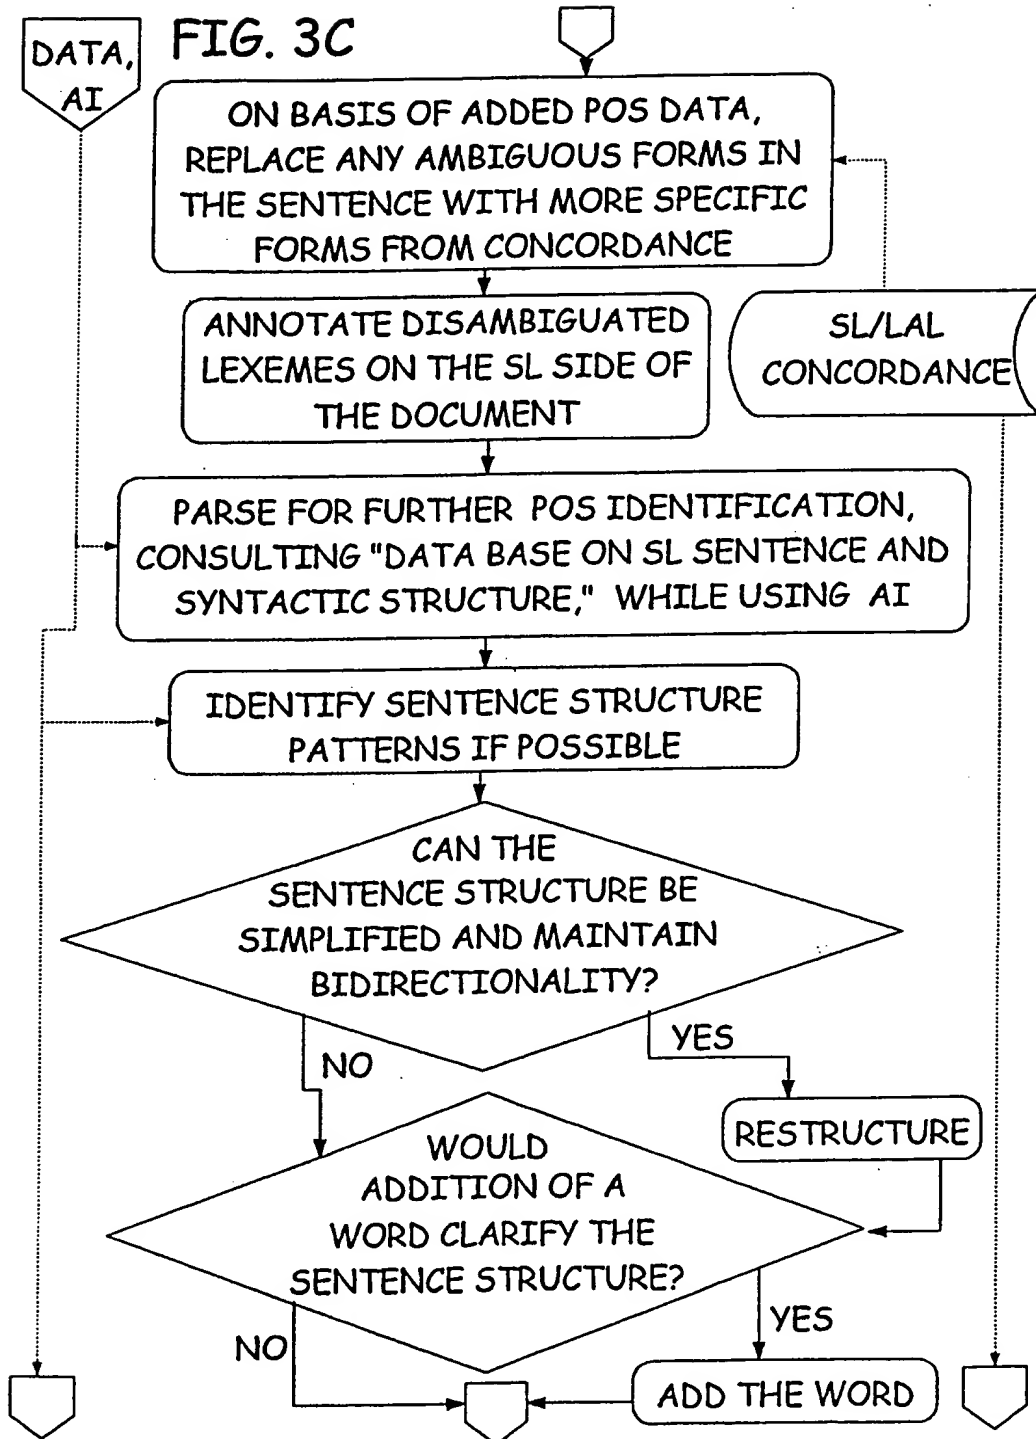 FIG. 3C
DATA,
AI
ON BASIS OF ADDED POS DATA,
REPLACE ANY AMBIGUOUS FORMS IN
THE SENTENCE WITH MORE SPECIFIC
FORMS FROM CONCORDANCE
ANNOTATE DISAMBIGUATED
LEXEMES ON THE SL SIDE OF
THE DOCUMENT
SL/LAL
CONCORDANCE
PARSE FOR FURTHER POS IDENTIFICATION,
CONSULTING "DATA BASE ON SL SENTENCE AND
SYNTACTIC STRUCTURE," WHILE USING AI
IDENTIFY SENTENCE STRUCTURE
PATTERNS IF POSSIBLE
CAN THE
SENTENCE STRUCTURE BE
SIMPLIFIED AND MAINTAIN
BIDIRECTIONALITY?
NO
YES
RESTRUCTURE
WOULD
ADDITION OF A
WORD CLARIFY THE
SENTENCE STRUCTURE?
NO
YES
ADD THE WORD